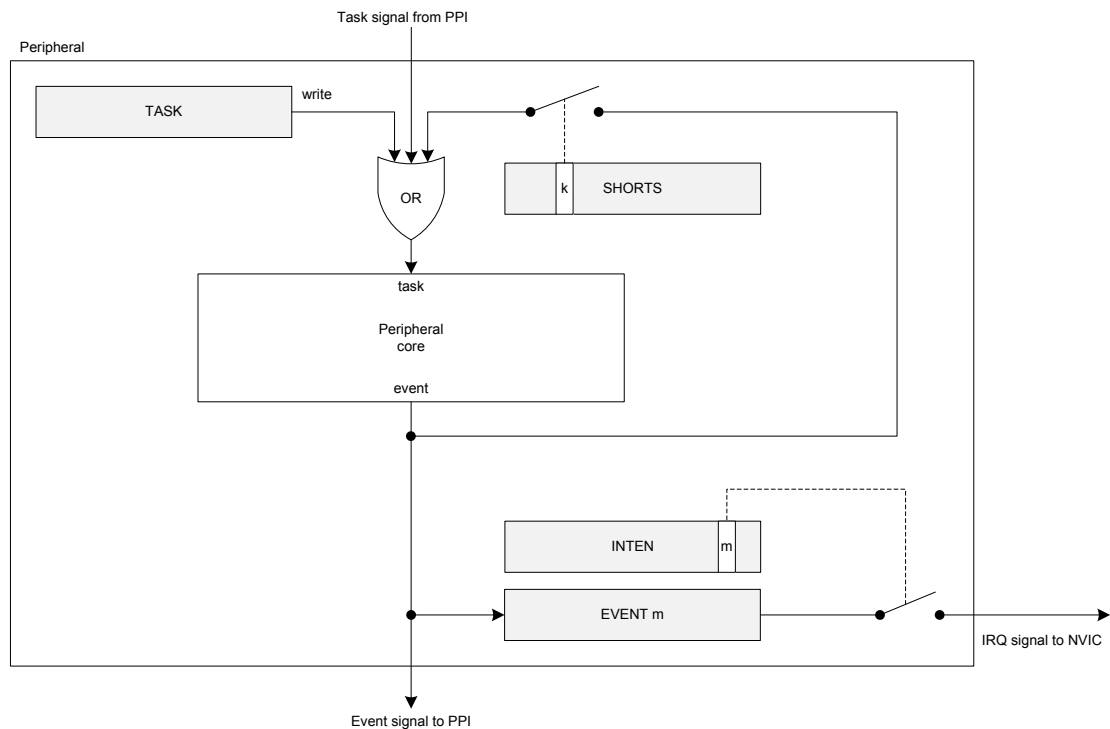 Task signal from PPI
Peripheral
write
TASK
k
SHORTS
OR
task
Peripheral
core
event
INTEN
m
EVENT m
IRQ signal to NVIC
Event signal to PPI